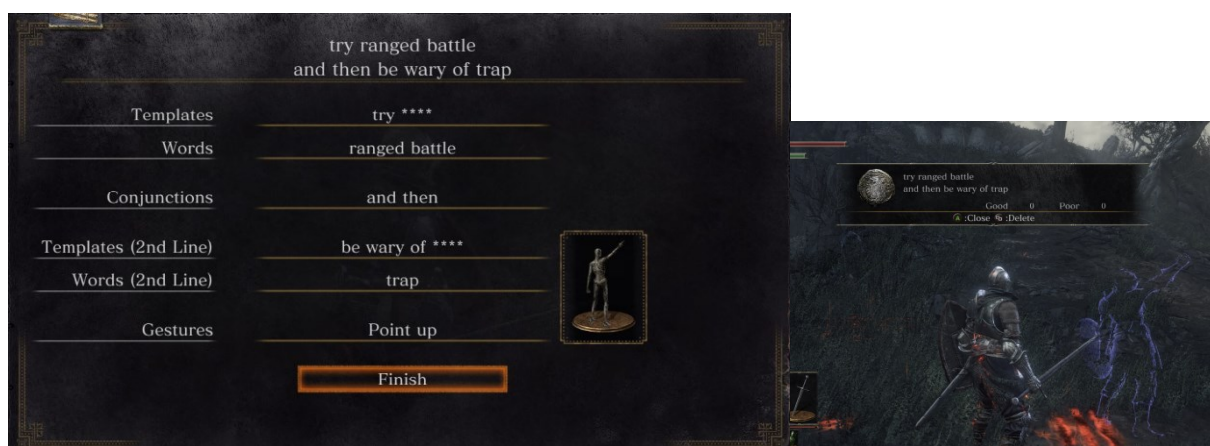 try ranged battle
and then be wary of trap
Templates try ****
Words ranged battle
Conjunctions and then
Templates (2nd Line) be wary of ****
Words (2nd Line) trap
Gestures Point up
Finish
try ranged battle
and then be wary of trap
Good 0 Poor 0
:Close :Delete